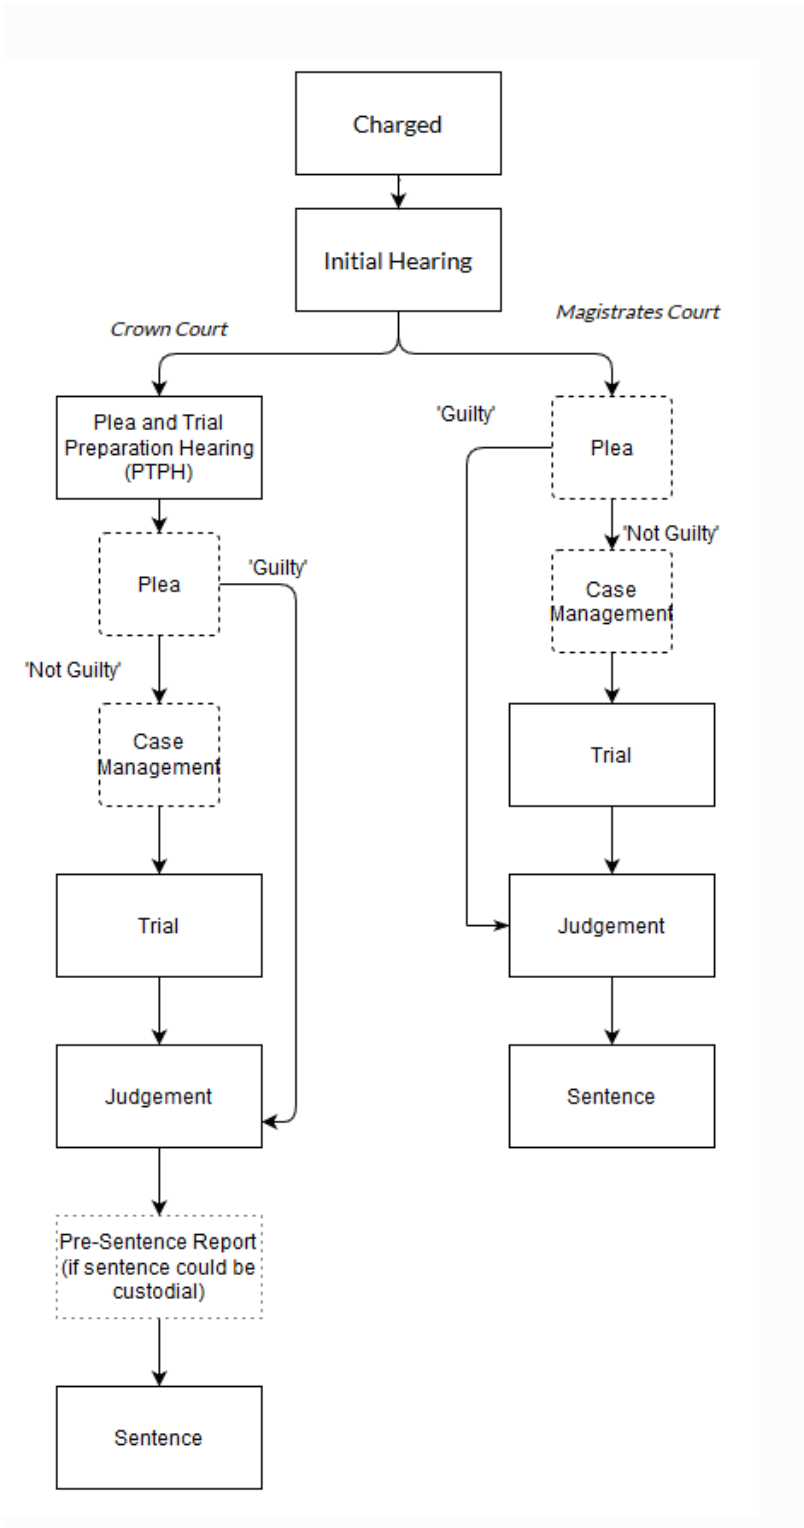 Charged
Initial Hearing
Crown Court
Magistrates Court
Plea and Trial
Preparation Hearing
(PTPH)
Plea
'Guilty'
'Not Guilty'
Case
Management
Trial
Judgement
Pre-Sentence Report
(if sentence could be
custodial)
Sentence
'Guilty'
Plea
'Not Guilty'
Case
Management
Trial
Judgement
Sentence